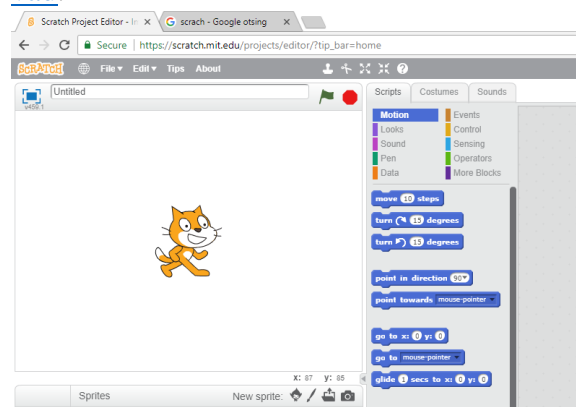 Scratch Project Editor - Im
scrach - Google otsing
Secure https://scratch.mit.edu/projects/editor/?tip_bar=home
SCRATCH File Edit Tips About
Untitled
v456.1
Scripts Costumes Sounds
Motion Events
Looks Control
Sound Sensing
Pen Operators
Data More Blocks
move 10 steps
turn 15 degrees
turn 15 degrees
point in direction 90
point towards mouse-pointer
go to x: 0 y: 0
go to mouse-pointer
glide 1 secs to x: 0 y: 0
x: 87 y: 85
Sprites New sprite: